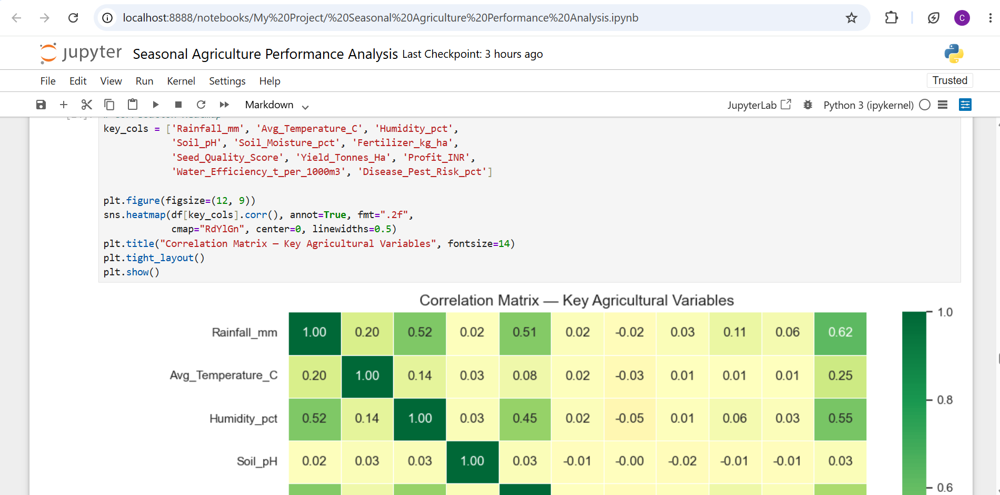 localhost:8888/notebooks/My%20Project/%20Seasonal%20Agriculture%20Performance%20Analysis.ipynb
C
jupyter Seasonal Agriculture Performance Analysis Last Checkpoint: 3 hours ago
File Edit View Run Kernel Settings Help
Trusted
Markdown
JupyterLab Python 3 (ipykernel)
key_cols = ['Rainfall_mm', 'Avg_Temperature_C', 'Humidity_pct',
'Soil_pH', 'Soil_Moisture_pct', 'Fertilizer_kg_ha',
'Seed_Quality_Score', 'Yield_Tonnes_Ha', 'Profit_INR',
'Water_Efficiency_t_per_1000m3', 'Disease_Pest_Risk_pct']
plt.figure(figsize=(12, 9))
sns.heatmap(df[key_cols].corr(), annot=True, fmt=".2f",
cmap="RdYlGn", center=0, linewidths=0.5)
plt.title("Correlation Matrix — Key Agricultural Variables", fontsize=14)
plt.tight_layout()
plt.show()
Correlation Matrix — Key Agricultural Variables
Rainfall_mm 1.00 0.20 0.52 0.02 0.51 0.02 -0.02 0.03 0.11 0.06 0.62
Avg_Temperature_C 0.20 1.00 0.14 0.03 0.08 0.02 -0.03 0.01 0.01 0.01 0.25
Humidity_pct 0.52 0.14 1.00 0.03 0.45 0.02 -0.05 0.01 0.06 0.03 0.55
Soil_pH 0.02 0.03 0.03 1.00 0.03 -0.01 -0.00 -0.02 -0.01 -0.01 0.03
1.0
0.8
0.6